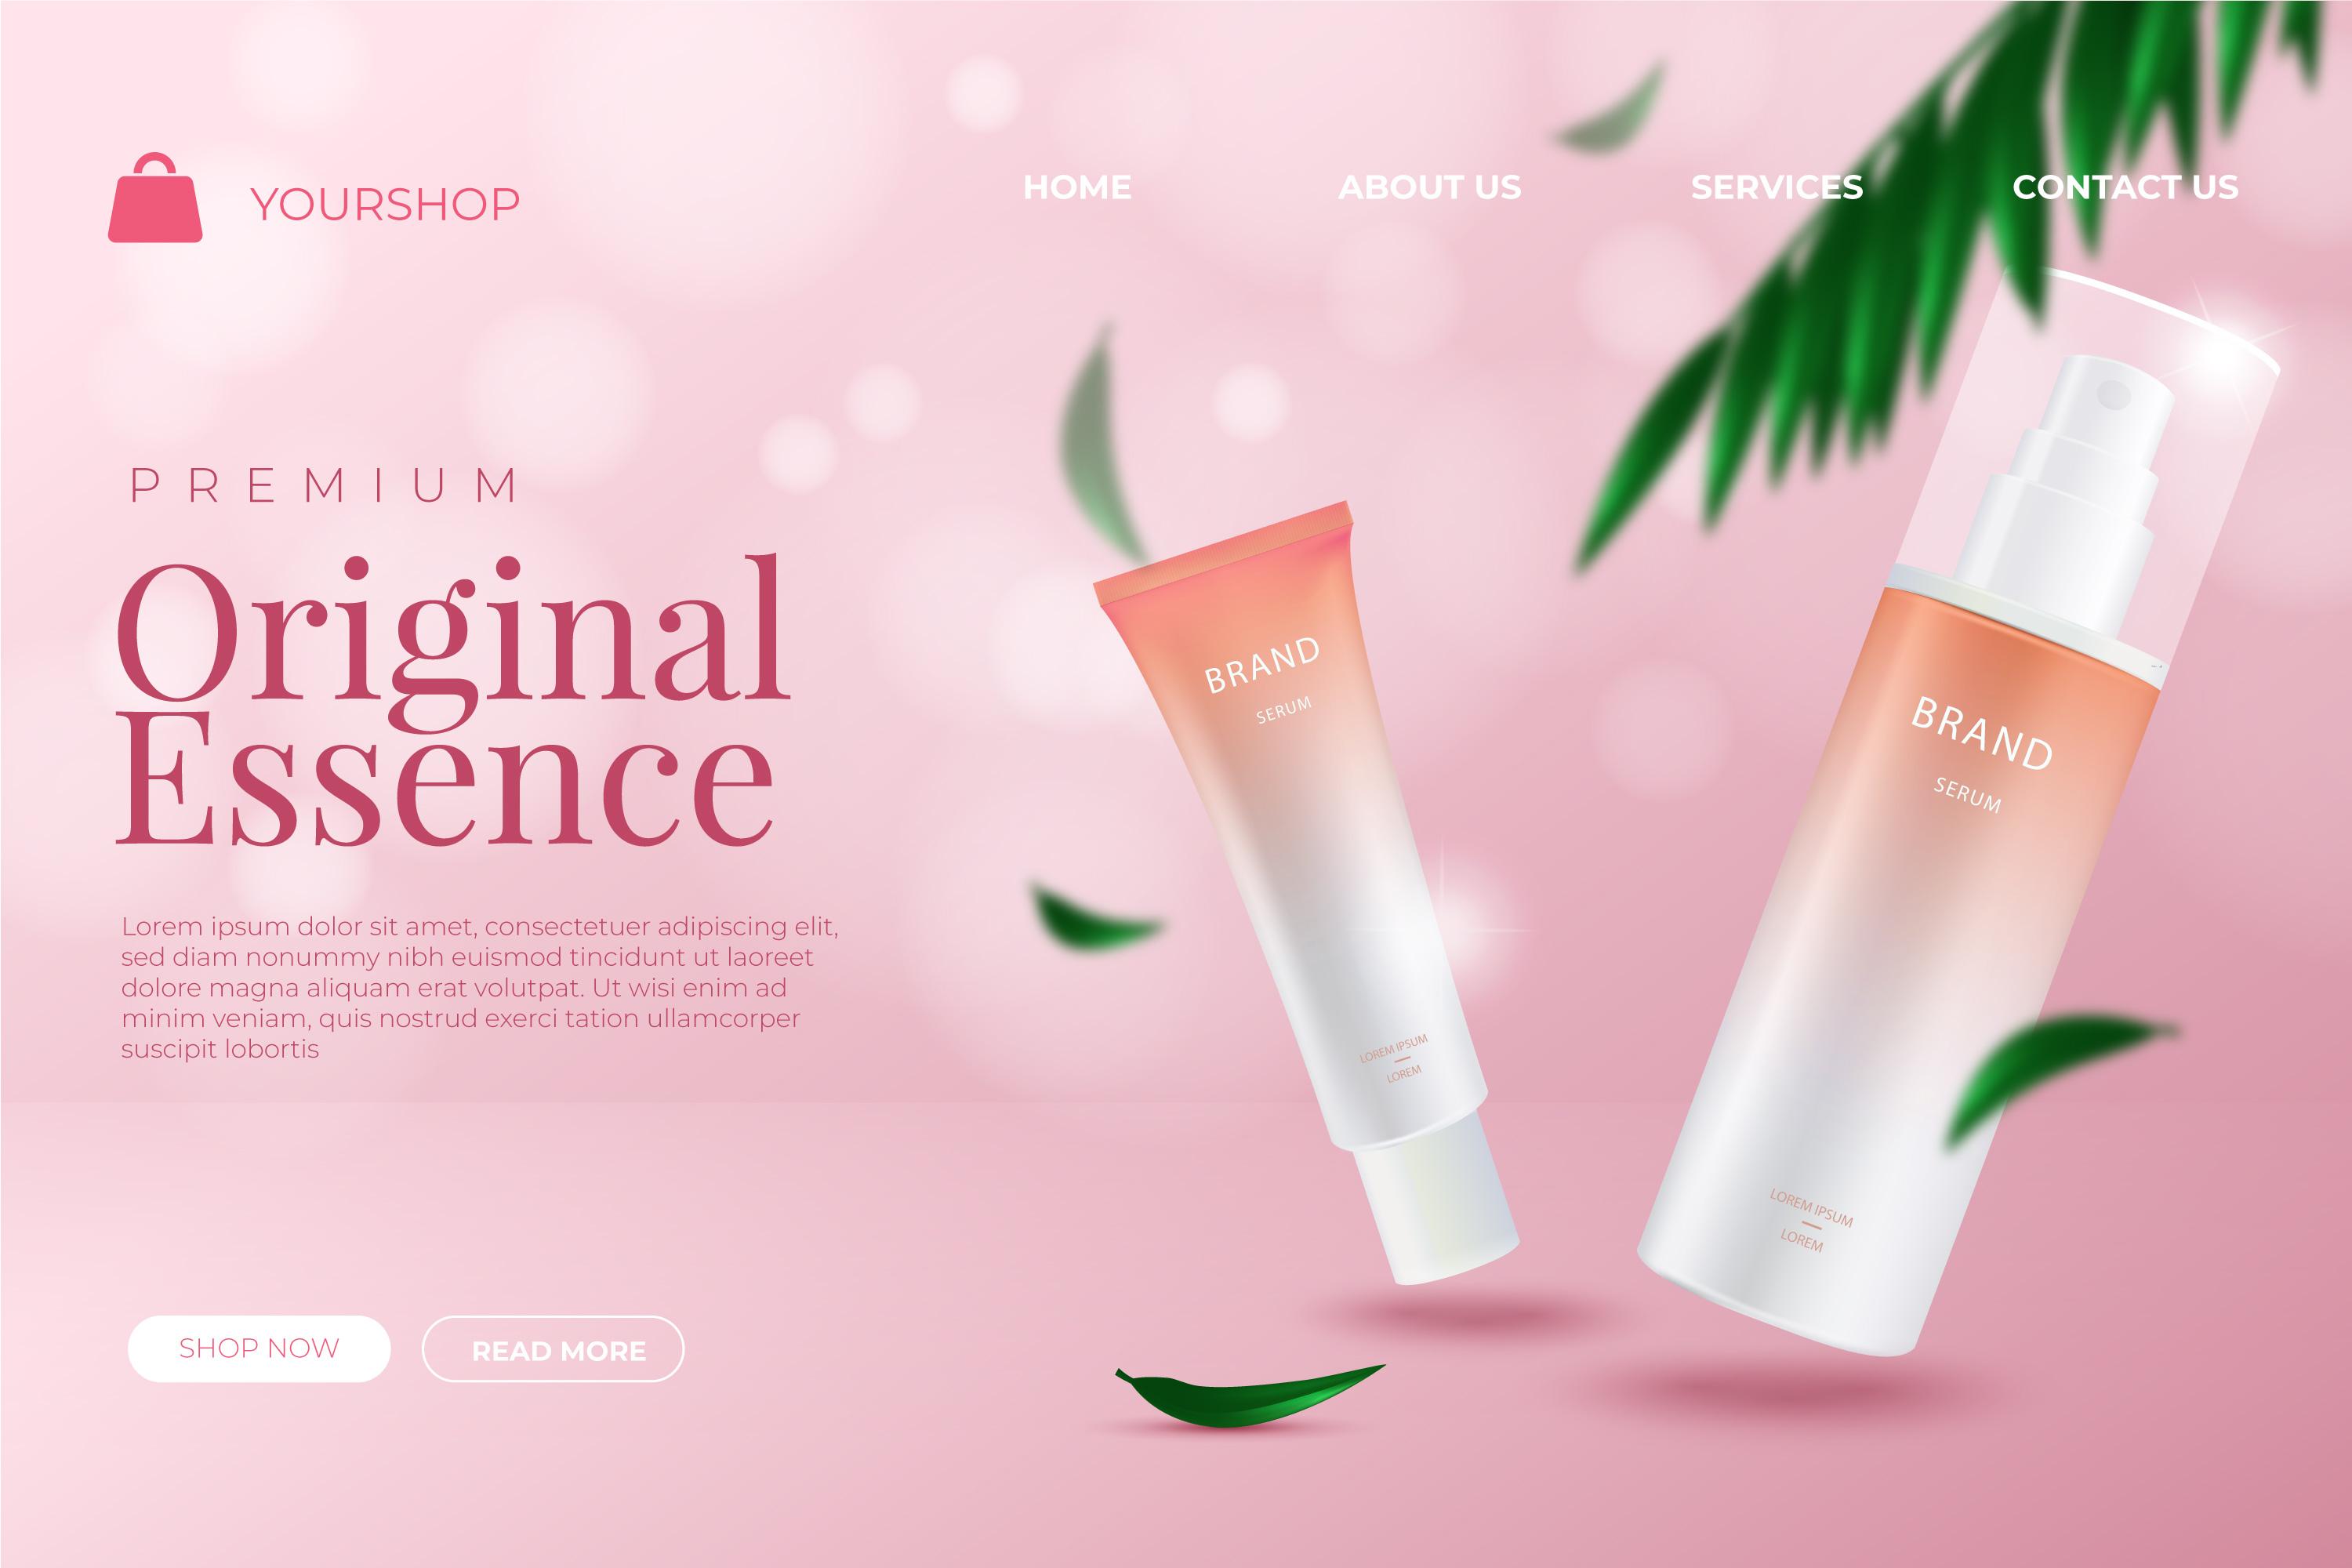 YOURSHOP
HOME
ABOUT US
SERVICES
CONTACT US
PREMIUM
Original
Essence
Lorem ipsum dolor sit amet, consectetuer adipiscing elit,
sed diam nonummy nibh euismod tincidunt ut laoreet
dolore magna aliquam erat volutpat. Ut wisi enim ad
minim veniam, quis nostrud exerci tation ullamcorper
suscipit lobortis
SHOP NOW
READ MORE
BRAND
SERUM
LOREM IPSUM
LOREM
BRAND
SERUM
LOREM IPSUM
LOREM